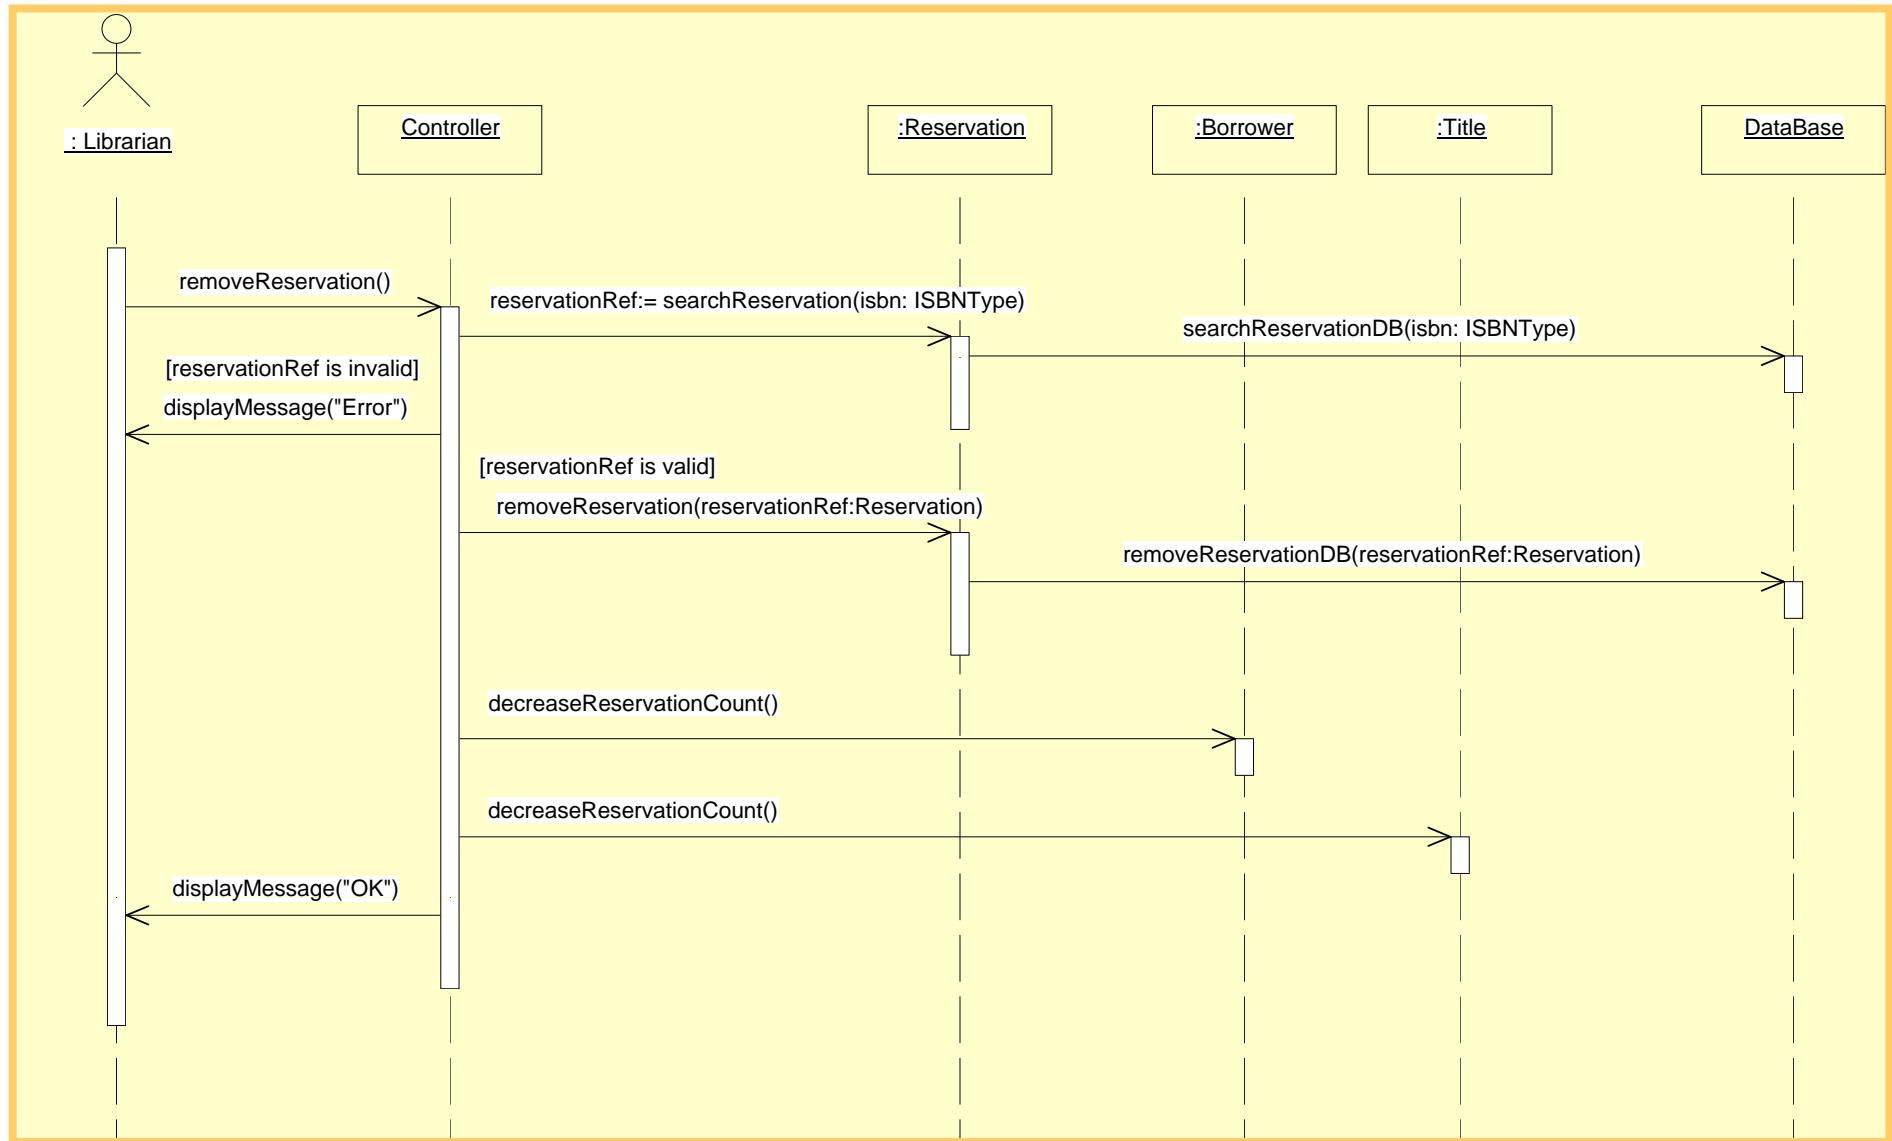 : Librarian
Controller
:Reservation
:Borrower
:Title
DataBase
removeReservation()
reservationRef:= searchReservation(isbn: ISBNType)
searchReservationDB(isbn: ISBNType)
[reservationRef is invalid]
displayMessage("Error")
[reservationRef is valid]
removeReservation(reservationRef:Reservation)
removeReservationDB(reservationRef:Reservation)
decreaseReservationCount()
decreaseReservationCount()
displayMessage("OK")